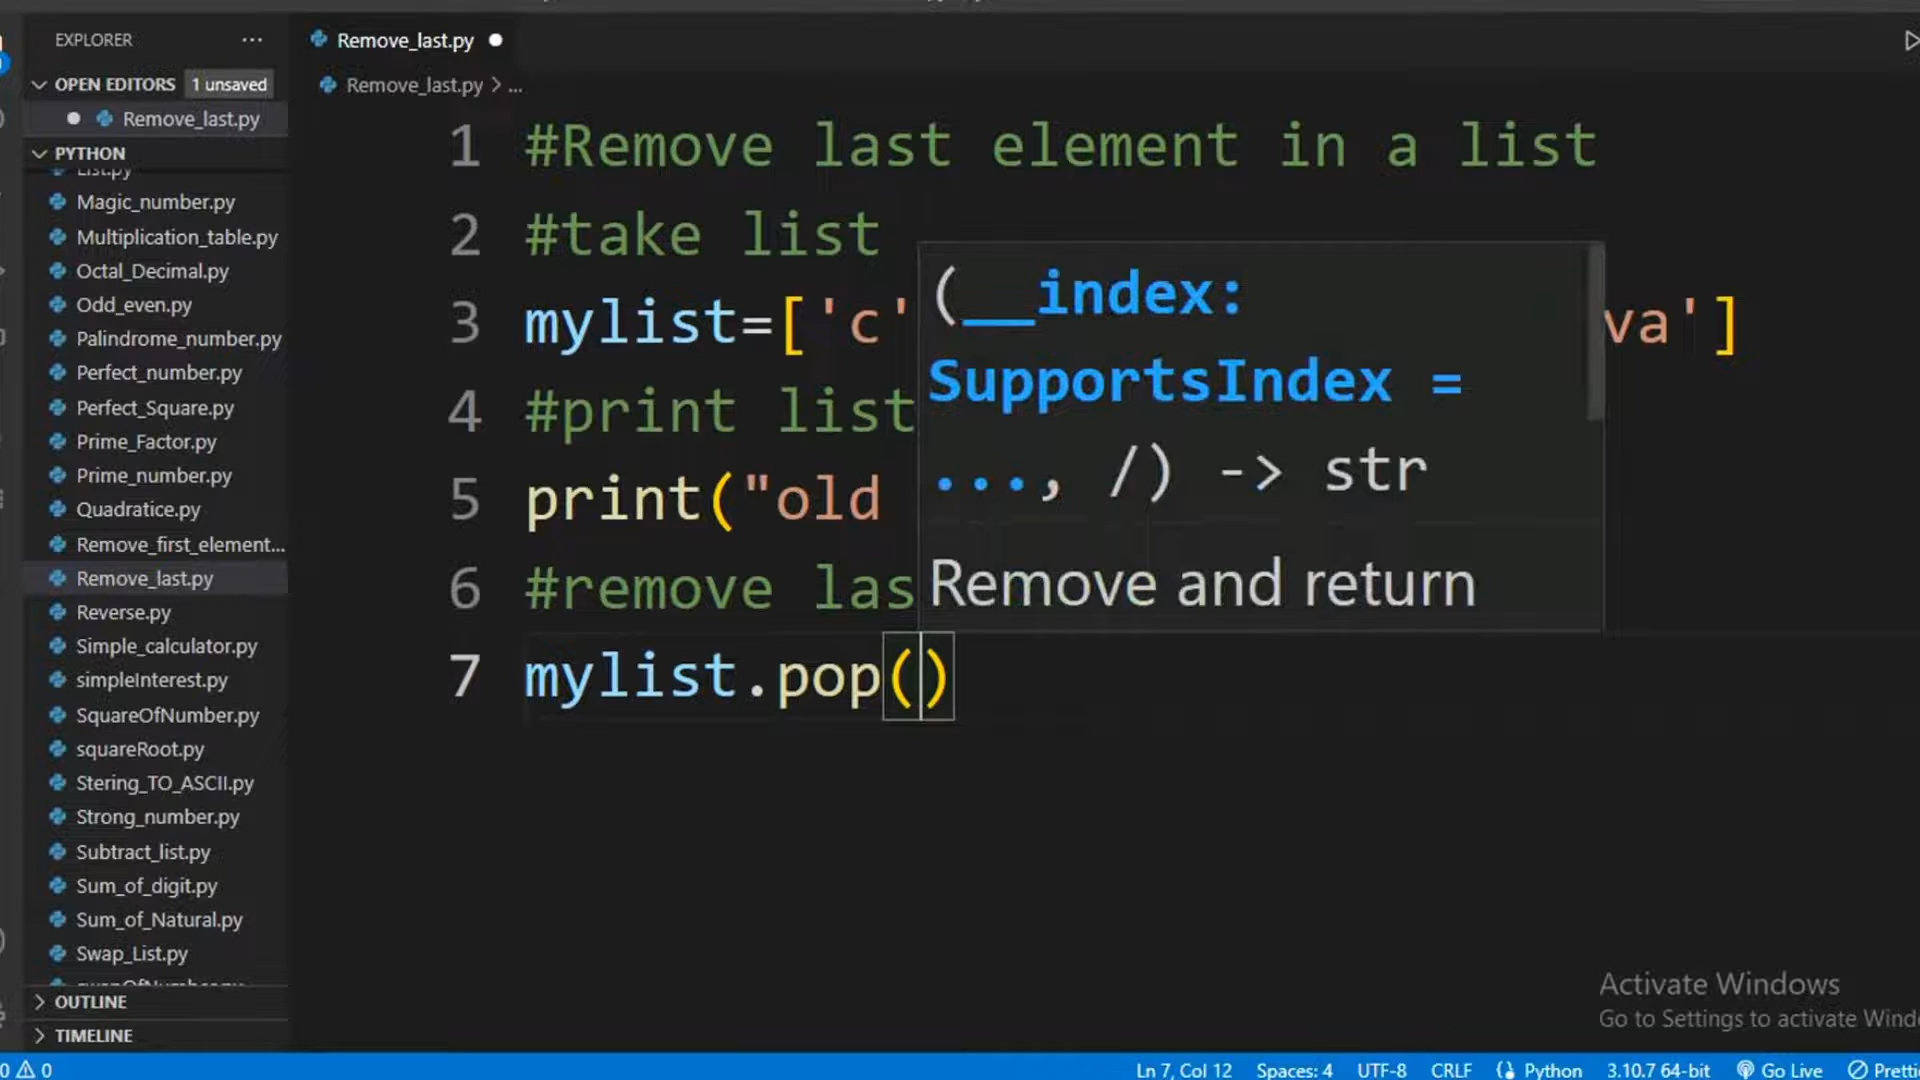 EXPLORER ...
OPEN EDITORS 1 unsaved
Remove_last.py
PYTHON
List.py
Magic_number.py
Multiplication_table.py
Octal_Decimal.py
Odd_even.py
Palindrome_number.py
Perfect_number.py
Perfect_Square.py
Prime_Factor.py
Prime_number.py
Quadratice.py
Remove_first_element...
Remove_last.py
Reverse.py
Simple_calculator.py
simpleInterest.py
SquareOfNumber.py
squareRoot.py
Stering_TO_ASCII.py
Strong_number.py
Subtract_list.py
Sum_of_digit.py
Sum_of_Natural.py
Swap_List.py
OUTLINE
TIMELINE
Remove_last.py
Remove_last.py > ...
1 #Remove last element in a list
2 #take list
3 mylist=['c' va']
4 #print list
5 print("old
6 #remove las
7 mylist.pop()
(__index:
SupportsIndex =
..., /) -> str
Remove and return
Activate Windows
Go to Settings to activate Wind
0 0 Ln 7, Col 12 Spaces: 4 UTF-8 CRLF Python 3.10.7 64-bit Go Live Pretti